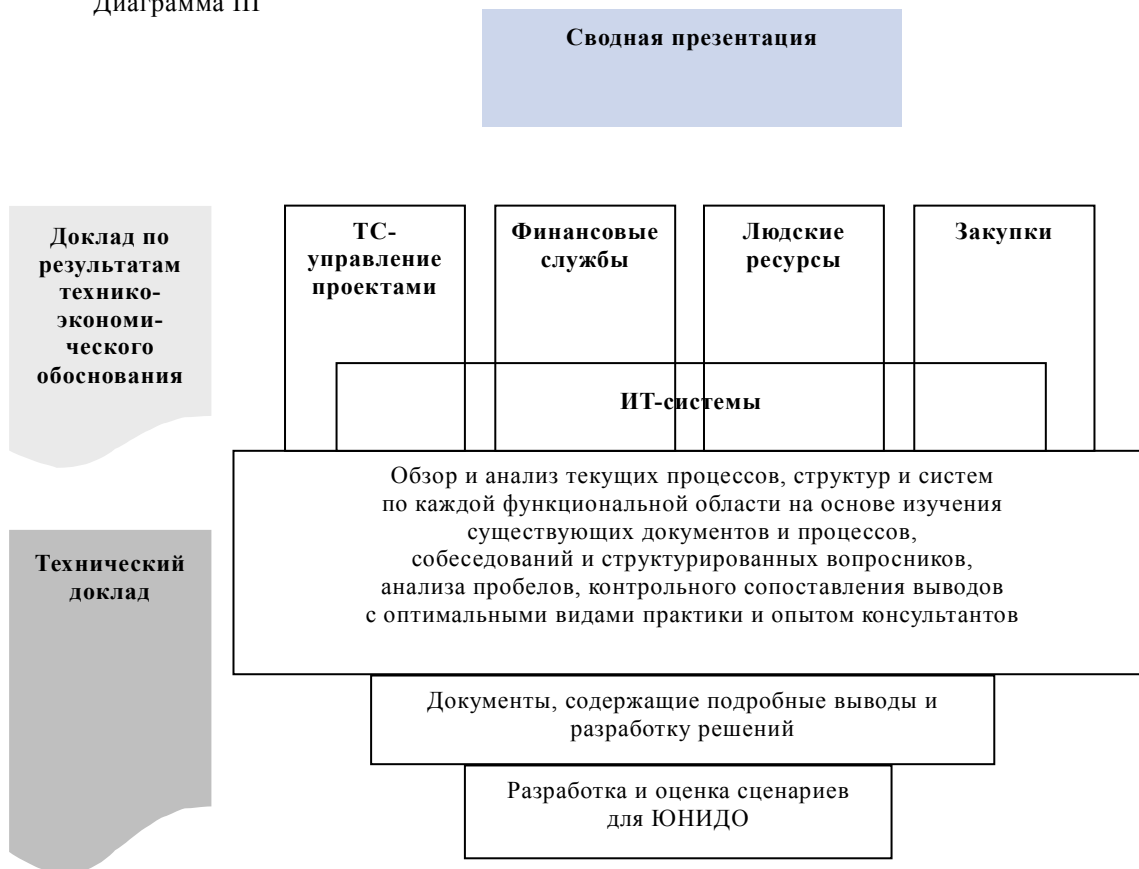 Диаграмма III
Сводная презентация
Доклад по
результатам
технико-
экономи-
ческого
обоснования
ТС-
управление
проектами
Финансовые
службы
Людские
ресурсы
Закупки
ИТ-системы
Обзор и анализ текущих процессов, структур и систем
по каждой функциональной области на основе изучения
существующих документов и процессов,
собеседований и структурированных вопросников,
анализа пробелов, контрольного сопоставления выводов
с оптимальными видами практики и опытом консультантов
Технический
доклад
Документы, содержащие подробные выводы и
разработку решений
Разработка и оценка сценариев
для ЮНИДО